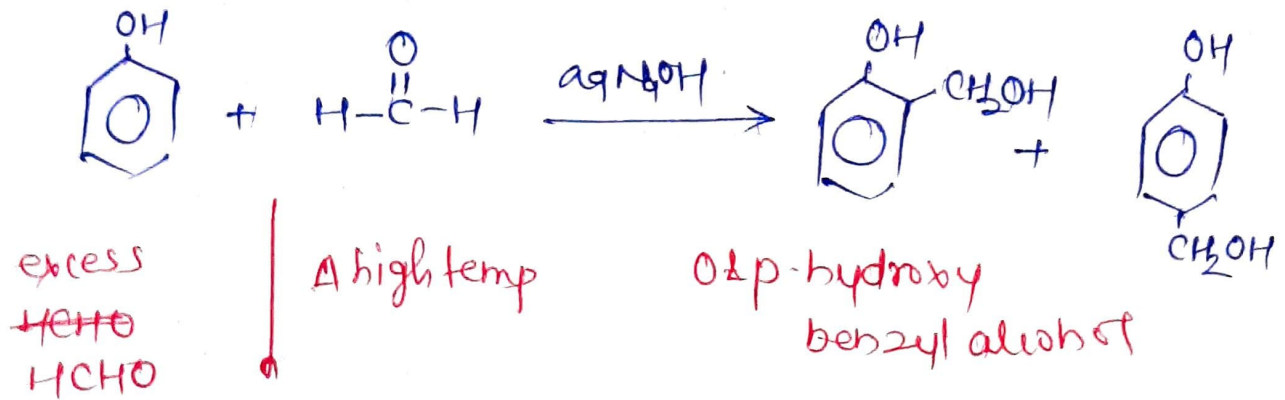 OH
+
O
H-C-H
aq NaOH
OH
CH2OH
+
OH
CH2OH
excess
HCHO
HCHO
Δ high temp
O & p-hydroxy
benzyl alcohol